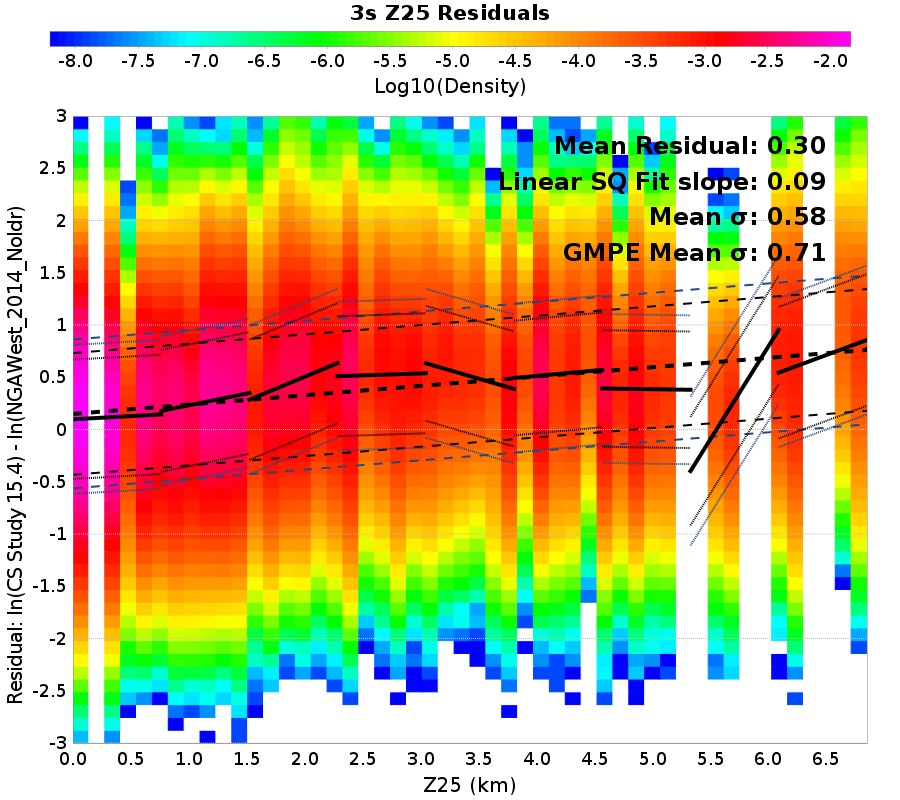 3s Z25 Residuals
-8.0 -7.5 -7.0 -6.5 -6.0 -5.5 -5.0 -4.5 -4.0 -3.5 -3.0 -2.5 -2.0
Log10(Density)
Mean Residual: 0.30
Linear SQ Fit slope: 0.09
Mean σ: 0.58
GMPE Mean σ: 0.71
3
2.5
2
1.5
1
0.5
0
-0.5
-1
-1.5
-2
-2.5
-3
Residual: ln(CS Study 15.4) - ln(NGAWest_2014_NoIdr)
0.0 0.5 1.0 1.5 2.0 2.5 3.0 3.5 4.0 4.5 5.0 5.5 6.0 6.5
Z25 (km)